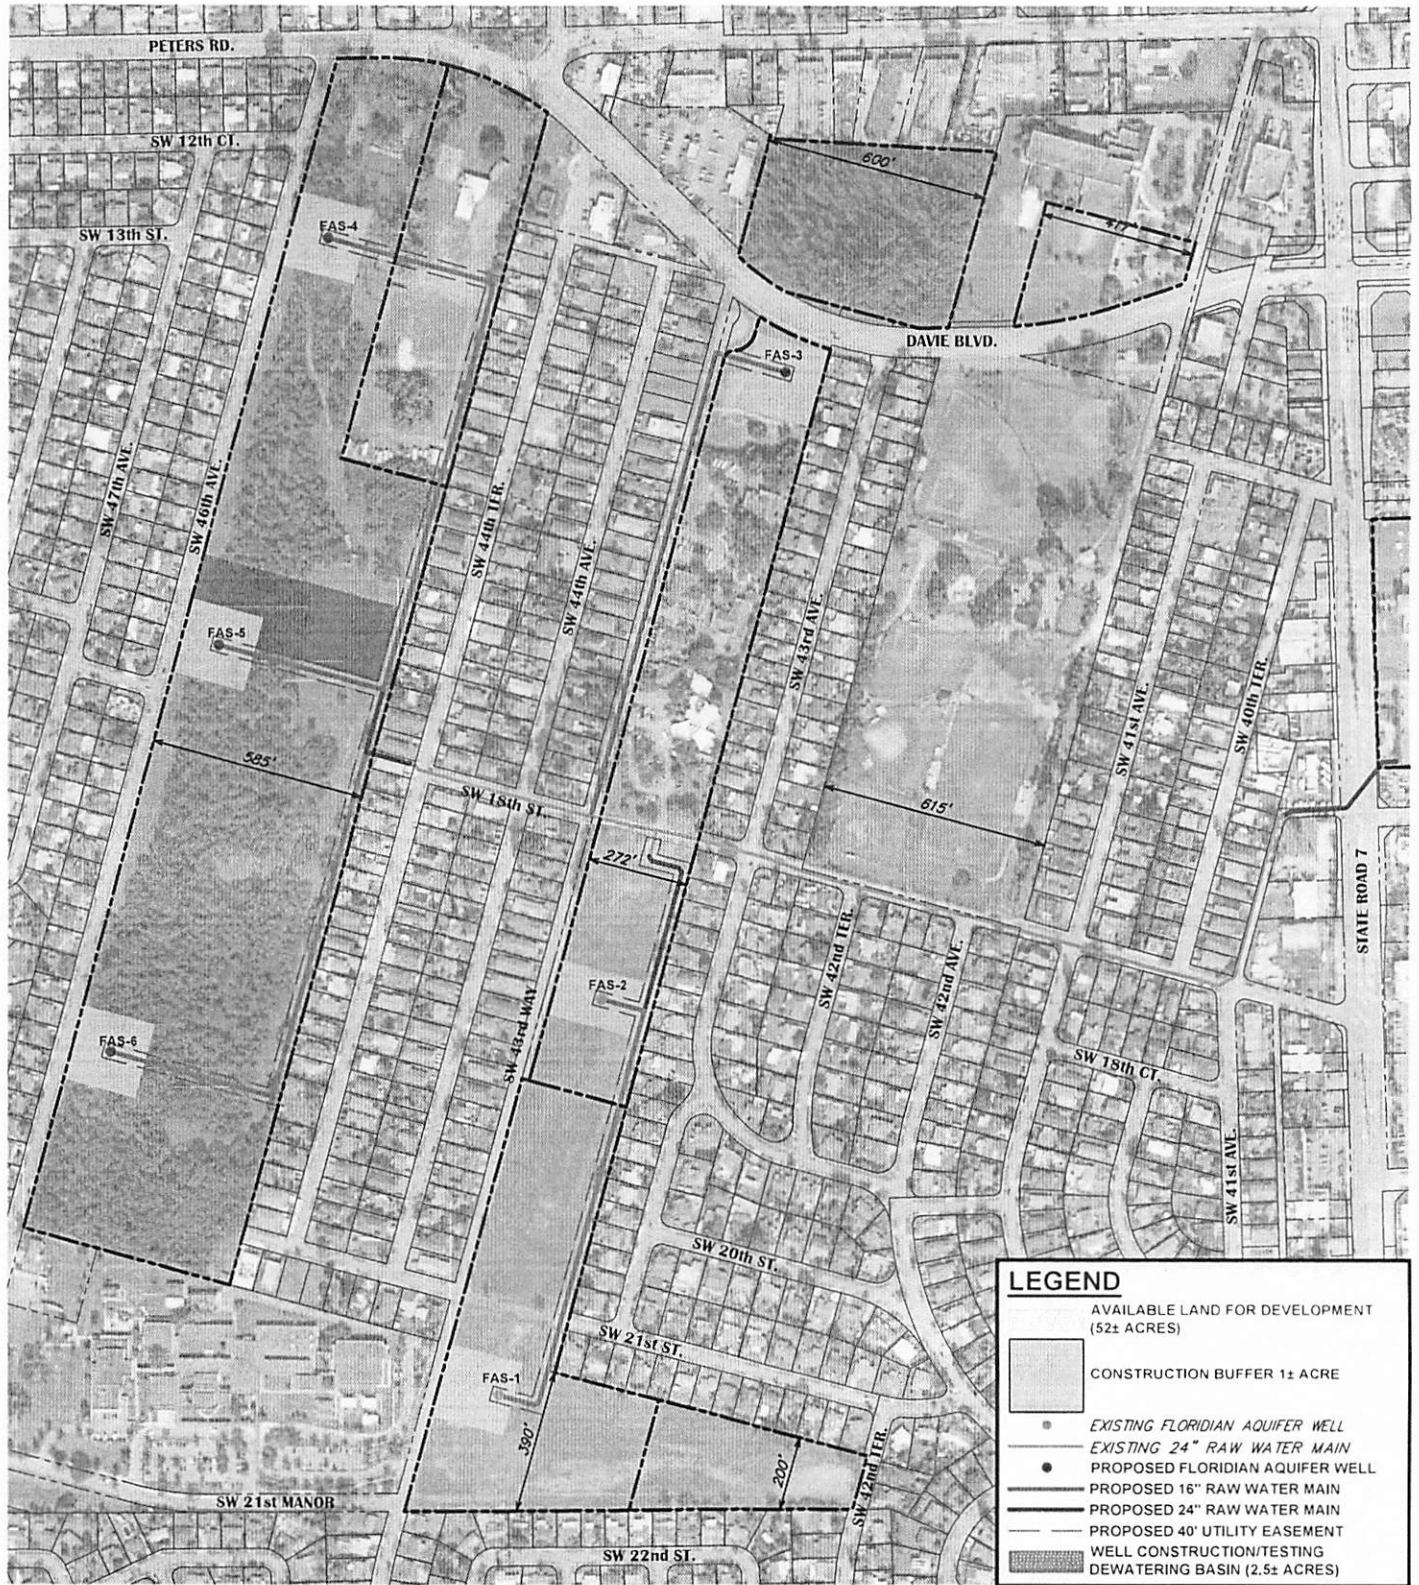 PETERS RD.
SW 12th CT.
SW 13th ST.
FAS-4
600'
417'
DAVIE BLVD.
FAS-3
SW 47th AVE.
SW 46th AVE.
SW 44th TER.
SW 44th AVE.
SW 43rd AVE.
SW 41st AVE.
SW 40th TER.
FAS-5
585'
SW 18th ST.
615'
272'
STATE ROAD 7
FAS-2
SW 43rd WAY
SW 42nd TER.
SW 42nd AVE.
FAS-6
SW 18th CT.
SW 41st AVE.
SW 20th ST.
SW 21st ST.
FAS-1
390'
200'
SW 42nd TER.
SW 21st MANOR
SW 22nd ST.
LEGEND
AVAILABLE LAND FOR DEVELOPMENT
(52± ACRES)
CONSTRUCTION BUFFER 1± ACRE
EXISTING FLORIDIAN AQUIFER WELL
EXISTING 24" RAW WATER MAIN
PROPOSED FLORIDIAN AQUIFER WELL
PROPOSED 16" RAW WATER MAIN
PROPOSED 24" RAW WATER MAIN
PROPOSED 40' UTILITY EASEMENT
WELL CONSTRUCTION/TESTING
DEWATERING BASIN (2.5± ACRES)